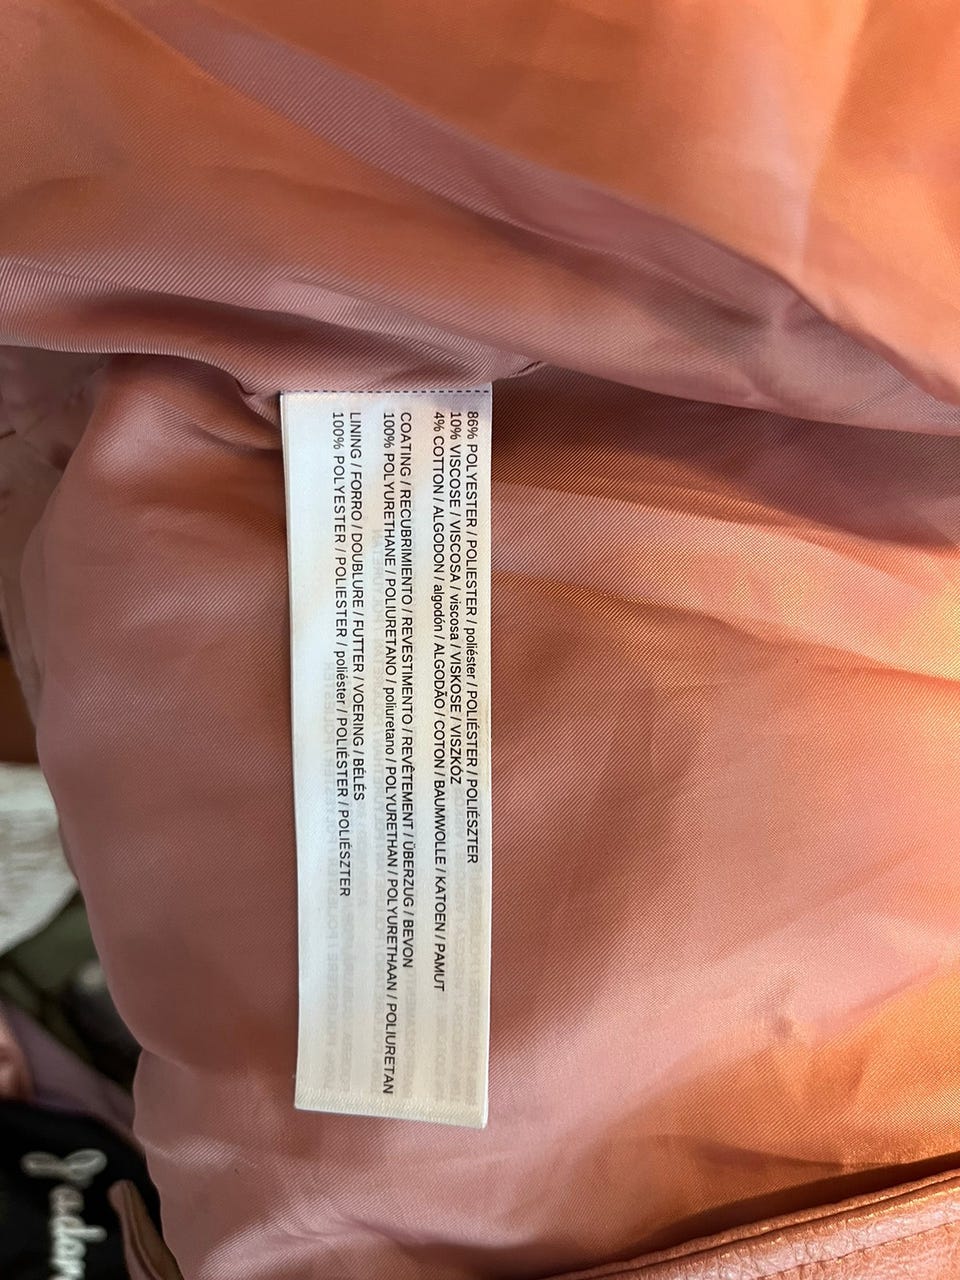 86% POLYESTER / POLIESTER / poliéster / POLIÉSTER / POLIÉSZTER
10% VISCOSE / VISCOSA / viscosa / VISKOSE / VISZKÓZ
4% COTTON / ALGODON / algodón / ALGODÃO / COTON / BAUMWOLLE / KATOEN / PAMUT
COATING / RECUBRIMIENTO / REVESTIMENTO / REVÊTEMENT / ÜBERZUG / BEVON
100% POLYURETHANE / POLIURETANO / poliuretano / POLYURETHAN / POLYURETHAAN / POLIURETAN
LINING / FORRO / DOUBLURE / FUTTER / VOERING / BÉLÉS
100% POLYESTER / POLIESTER / poliéster / POLIÉSTER / POLIÉSZTER